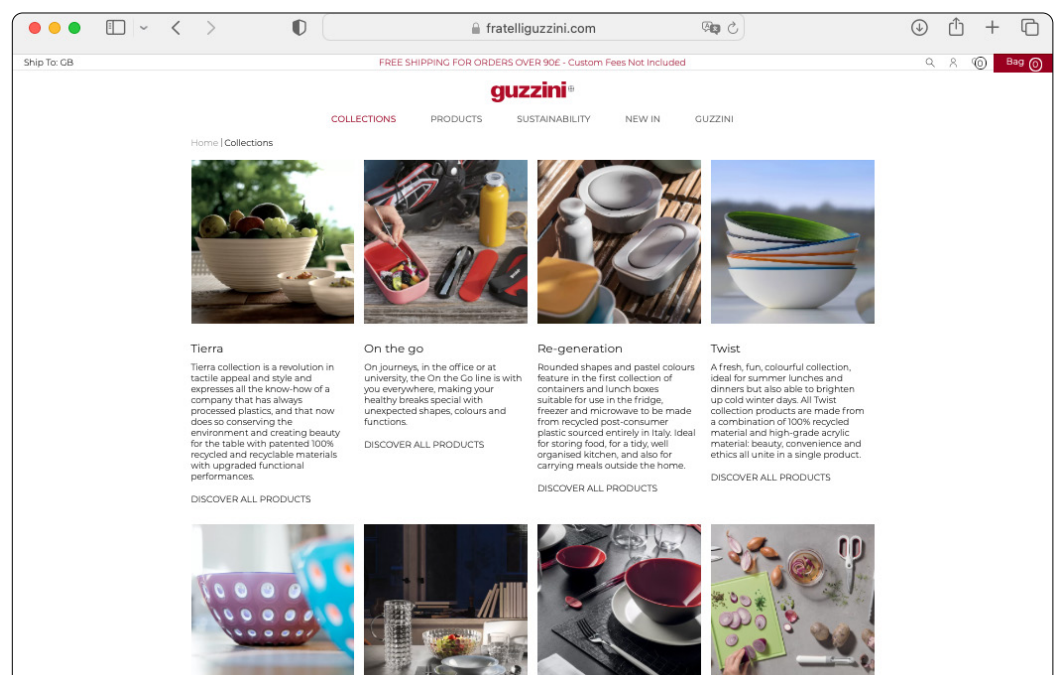 fratelliguzzini.com
Ship To: GB
FREE SHIPPING FOR ORDERS OVER 90£ - Custom Fees Not Included
0
Bag 0
guzzini
COLLECTIONS PRODUCTS SUSTAINABILITY NEW IN GUZZINI
Home | Collections
Tierra
Tierra collection is a revolution in
tactile appeal and style and
expresses all the know-how of a
company that has always
processed plastics, and that now
does so conserving the
environment and creating beauty
for the table with patented 100%
recycled and recyclable materials
with upgraded functional
performances.
DISCOVER ALL PRODUCTS
On the go
On journeys, in the office or at
university, the On the Go line is with
you everywhere, making your
healthy breaks special with
unexpected shapes, colours and
functions.
DISCOVER ALL PRODUCTS
Re-generation
Rounded shapes and pastel colours
feature in the first collection of
containers and lunch boxes
suitable for use in the fridge,
freezer and microwave to be made
from recycled post-consumer
plastic sourced entirely in Italy. Ideal
for storing food, for a tidy, well
organised kitchen, and also for
carrying meals outside the home.
DISCOVER ALL PRODUCTS
Twist
A fresh, fun, colourful collection,
ideal for summer lunches and
dinners but also able to brighten
up cold winter days. All Twist
collection products are made from
a combination of 100% recycled
material and high-grade acrylic
material: beauty, convenience and
ethics all unite in a single product.
DISCOVER ALL PRODUCTS